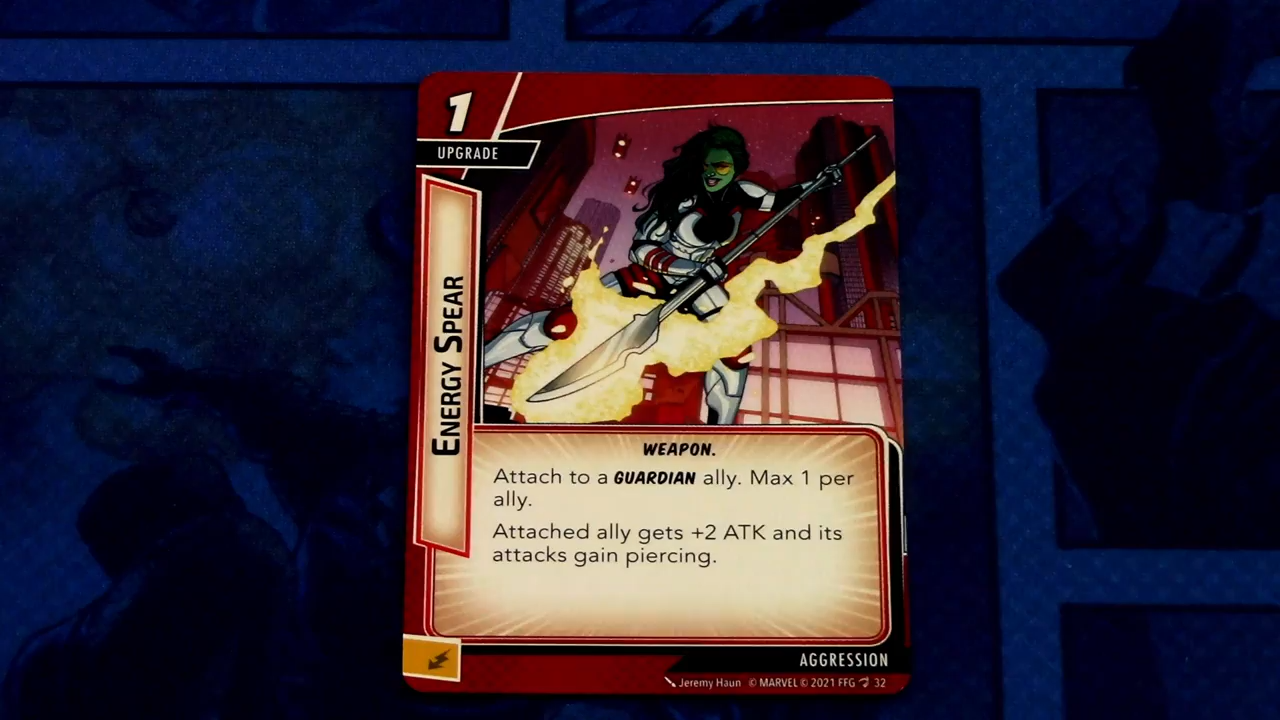 1
UPGRADE
ENERGY SPEAR
WEAPON.
Attach to a GUARDIAN ally. Max 1 per
ally.
Attached ally gets +2 ATK and its
attacks gain piercing.
AGGRESSION
Jeremy Haun © MARVEL © 2021 FFG 32